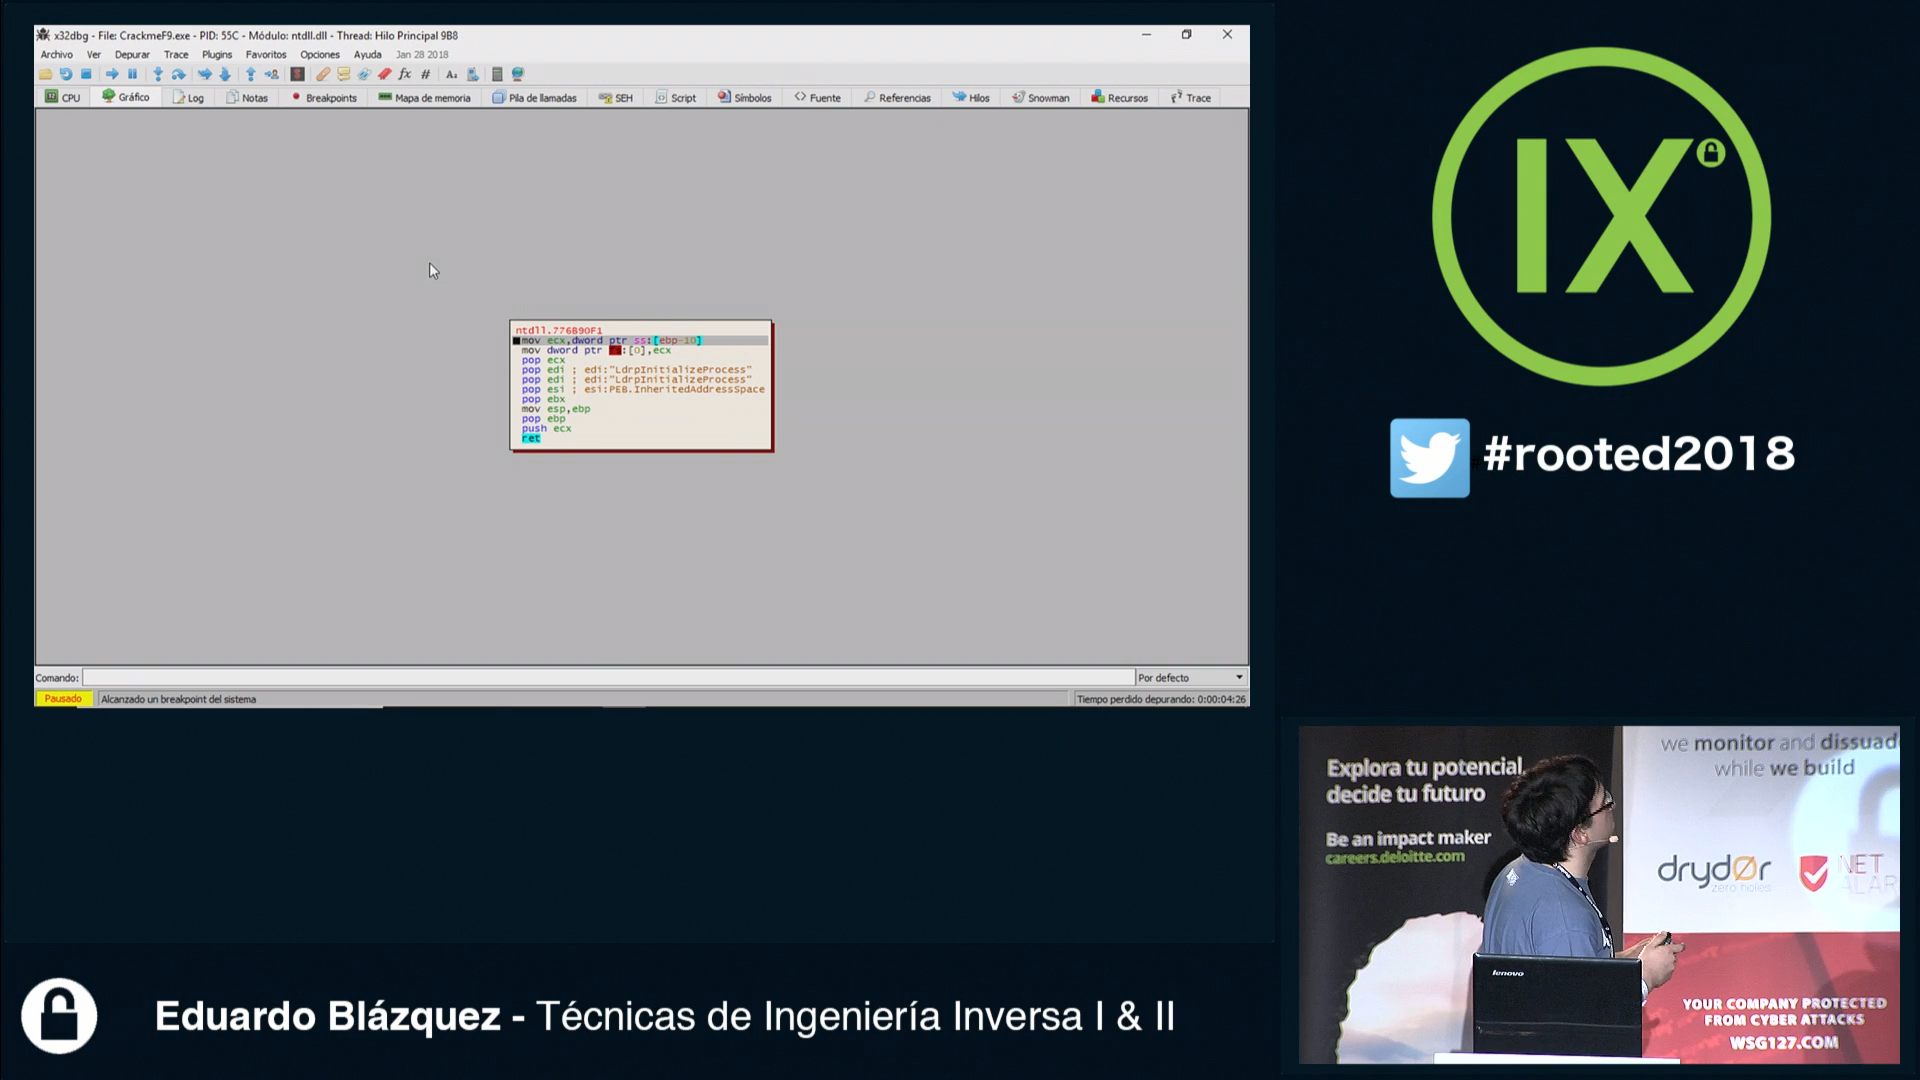 x32dbg - File: CrackmeF9.exe - PID: 55C - Módulo: ntdll.dll - Thread: Hilo Principal 9B8
Archivo Ver Depurar Trace Plugins Favoritos Opciones Ayuda Jan 28 2018
CPU Gráfico Log Notas Breakpoints Mapa de memoria Pila de llamadas SEH Script Símbolos Fuente Referencias Hilos Snowman Recursos Trace
ntdll.776B90F1
mov ecx,dword ptr ss:[ebp-10]
mov dword ptr fs:[0],ecx
pop ecx
pop edi ; edi:"LdrpInitializeProcess"
pop edi ; edi:"LdrpInitializeProcess"
pop esi ; esi:PEB.InheritedAddressSpace
pop ebx
mov esp,ebp
pop ebp
push ecx
ret
Comando:
Por defecto
Pausado Alcanzado un breakpoint del sistema
Tiempo perdido depurando: 0:00:04:26
IX
#rooted2018
Explora tu potencial,
decide tu futuro
Be an impact maker
careers.deloitte.com
we monitor and dissuad
while we build
drydØr
zero holes
NET
ALAR
lenovo
YOUR COMPANY PROTECTED
FROM CYBER ATTACKS
WSG127.COM
Eduardo Blázquez - Técnicas de Ingeniería Inversa I & II